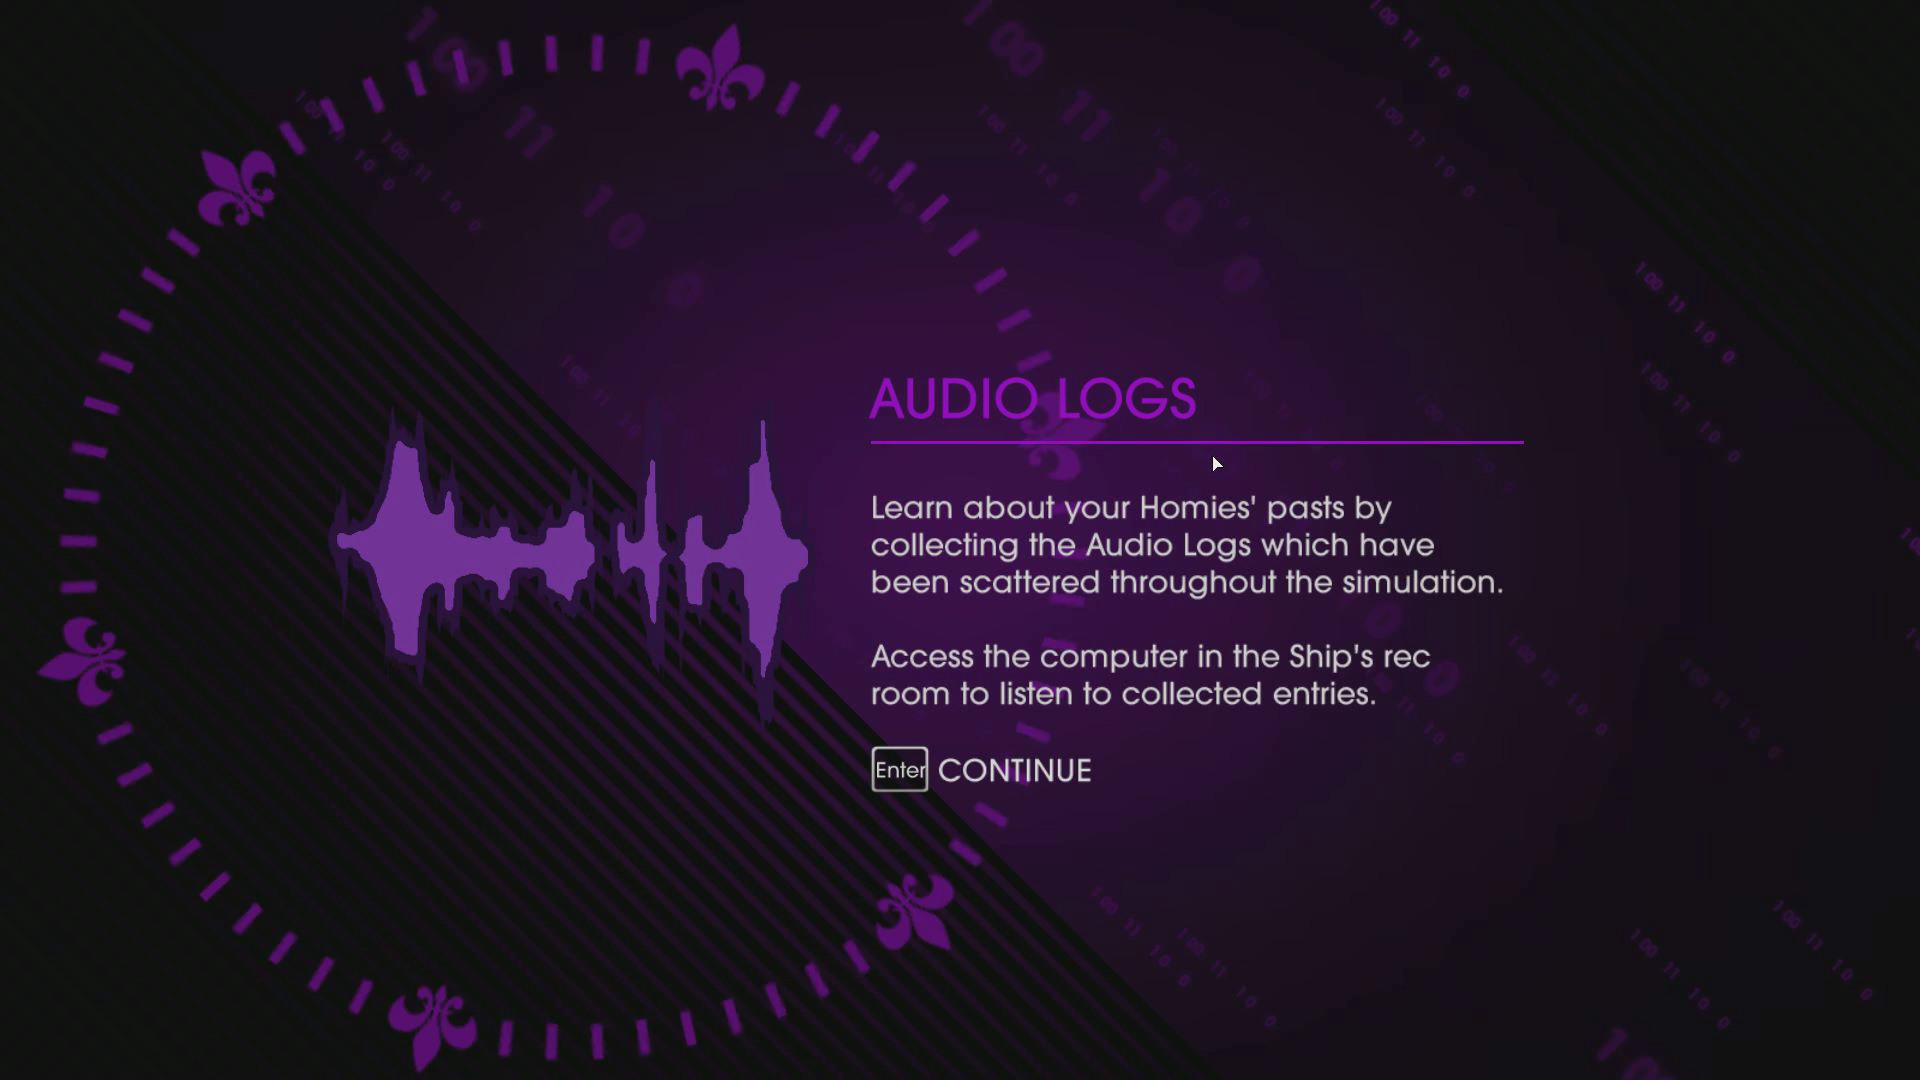 AUDIO LOGS
Learn about your Homies' pasts by
collecting the Audio Logs which have
been scattered throughout the simulation.
Access the computer in the Ship's rec
room to listen to collected entries.
Enter CONTINUE